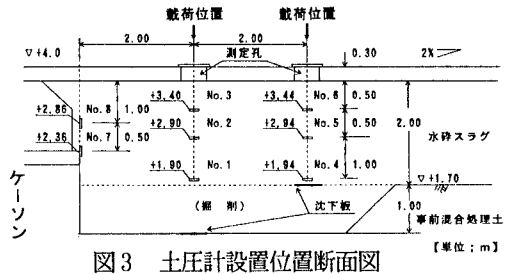 載荷位置 載荷位置
2.00 2.00
▽+4.0 測定孔 0.30 2%
+3.40 No.3 +3.44 No.6 0.50
+2.86 No.8 1.00
+2.90 No.2 +2.94 No.5 0.50 2.00 水砕スラグ
+2.36 No.7 0.50
+1.90 No.1 +1.94 No.4 1.00
▽+1.70
ケーソン
(掘 削) 沈下板 1.00 事前混合処理土
[単位;m]
図3 土圧計設置位置断面図